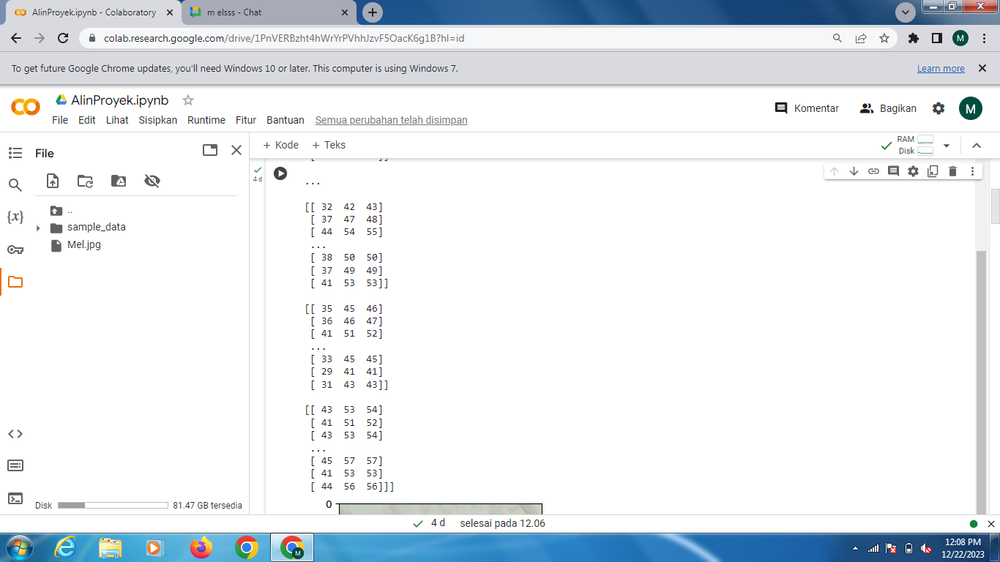 AlinProyek.ipynb - Colaboratory
m elsss - Chat
colab.research.google.com/drive/1PnVERBzht4hWrYrPVhhJzvF5OacK6g1B?hl=id
M
To get future Google Chrome updates, you'll need Windows 10 or later. This computer is using Windows 7.
Learn more
AlinProyek.ipynb
File Edit Lihat Sisipkan Runtime Fitur Bantuan Semua perubahan telah disimpan
Komentar
Bagikan
M
File
+ Kode + Teks
RAM
Disk
..
sample_data
Mel.jpg
{x}
4 d
...
[[ 32 42 43]
[ 37 47 48]
[ 44 54 55]
...
[ 38 50 50]
[ 37 49 49]
[ 41 53 53]]
[[ 35 45 46]
[ 36 46 47]
[ 41 51 52]
...
[ 33 45 45]
[ 29 41 41]
[ 31 43 43]]
[[ 43 53 54]
[ 41 51 52]
[ 43 53 54]
...
[ 45 57 57]
[ 41 53 53]
[ 44 56 56]]]
0
Disk
81.47 GB tersedia
4 d selesai pada 12.06
M
12:08 PM
12/22/2023